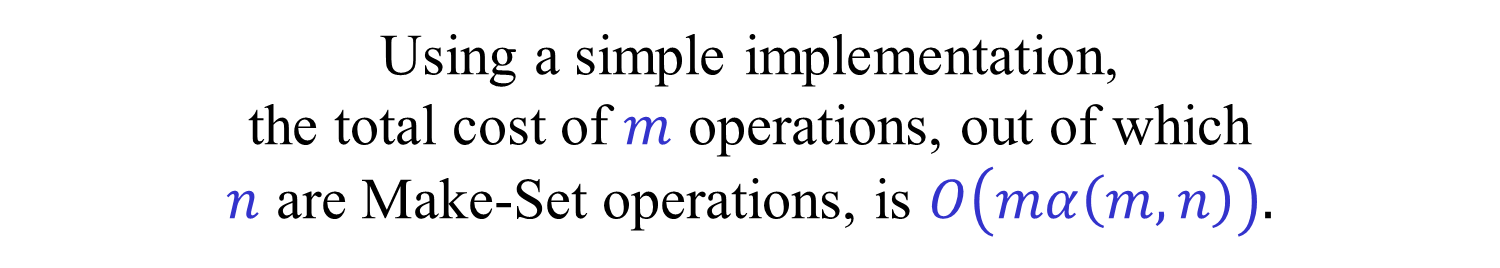 Using a simple implementation,
the total cost of 𝑚 operations, out of which
𝑛 are Make-Set operations, is 𝑂(𝑚𝛼(𝑚, 𝑛)).